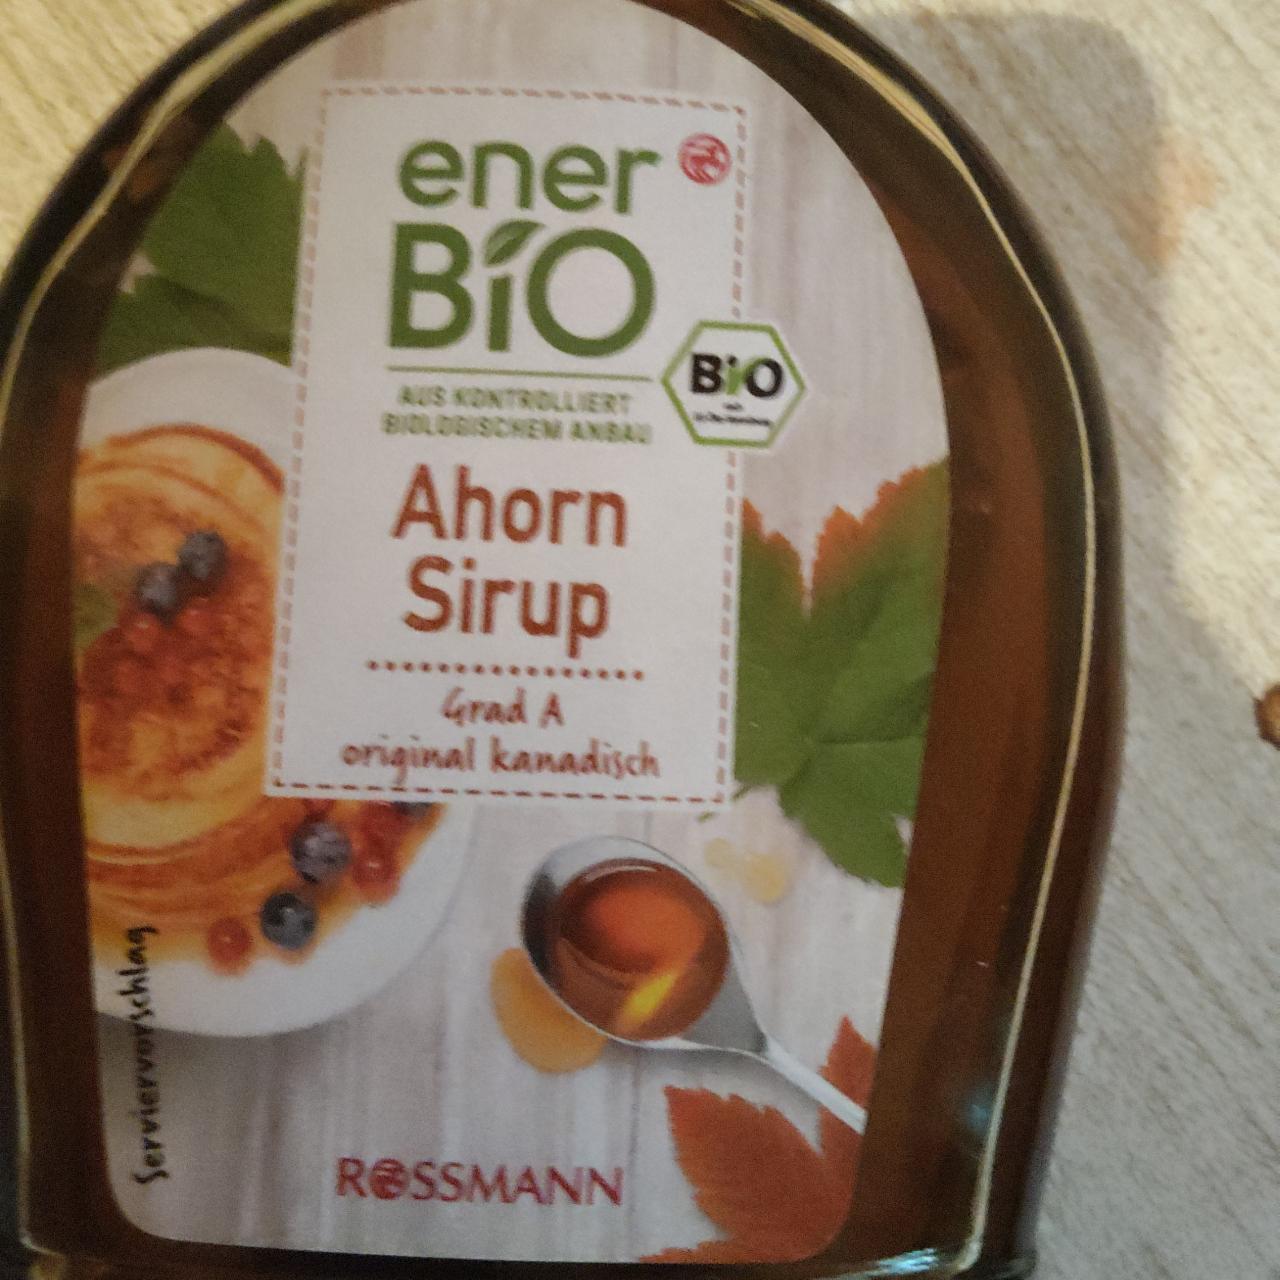 ener
BiO
AUS KONTROLLIERT
BIOLOGISCHEM ANBAU
BiO
Ahorn
Sirup
Grad A
original kanadisch
Serviervorschlag
ROSSMANN